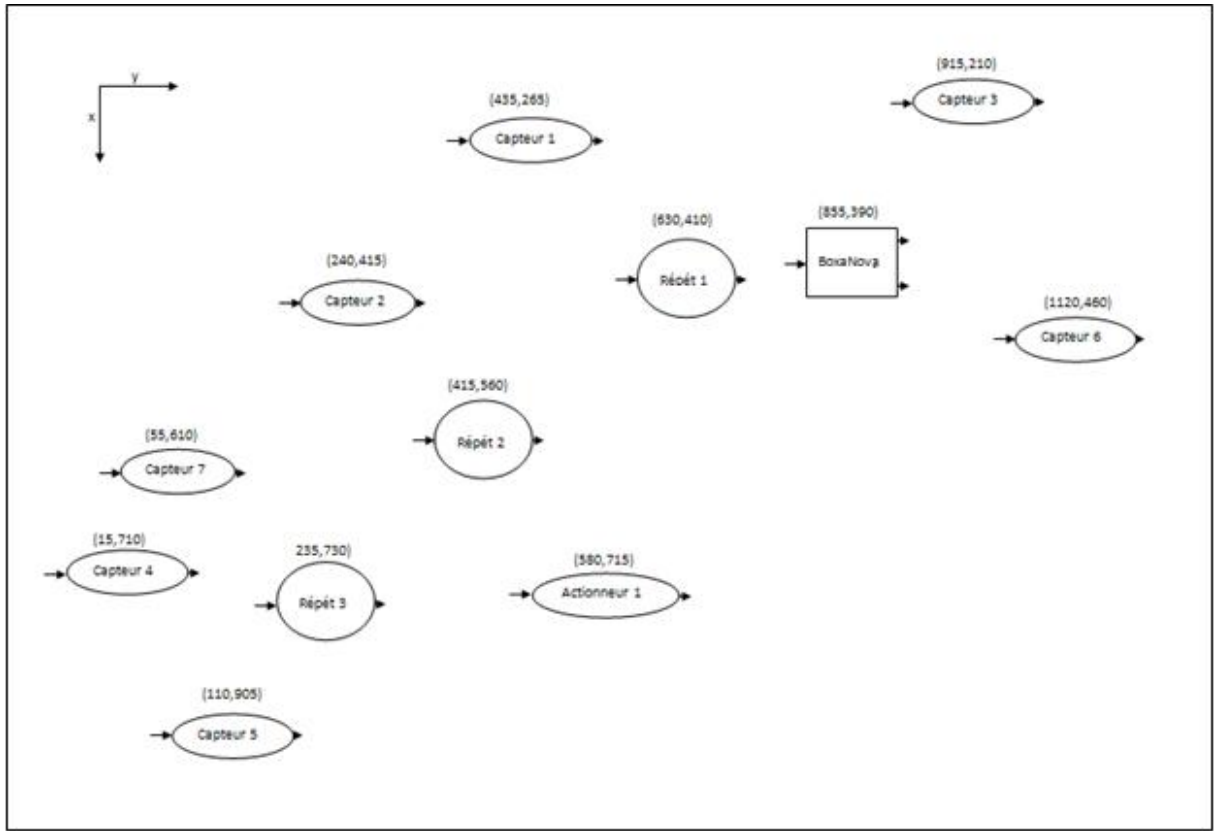 y
x
(435,265)
Capteur 1
(915,210)
Capteur 3
(240,415)
Capteur 2
(630,410)
Répét 1
(855,390)
BoxaNova
(1120,460)
Capteur 6
(415,560)
Répét 2
(55,610)
Capteur 7
(15,710)
Capteur 4
235,730)
Répét 3
(580,715)
Actionneur 1
(110,905)
Capteur 5